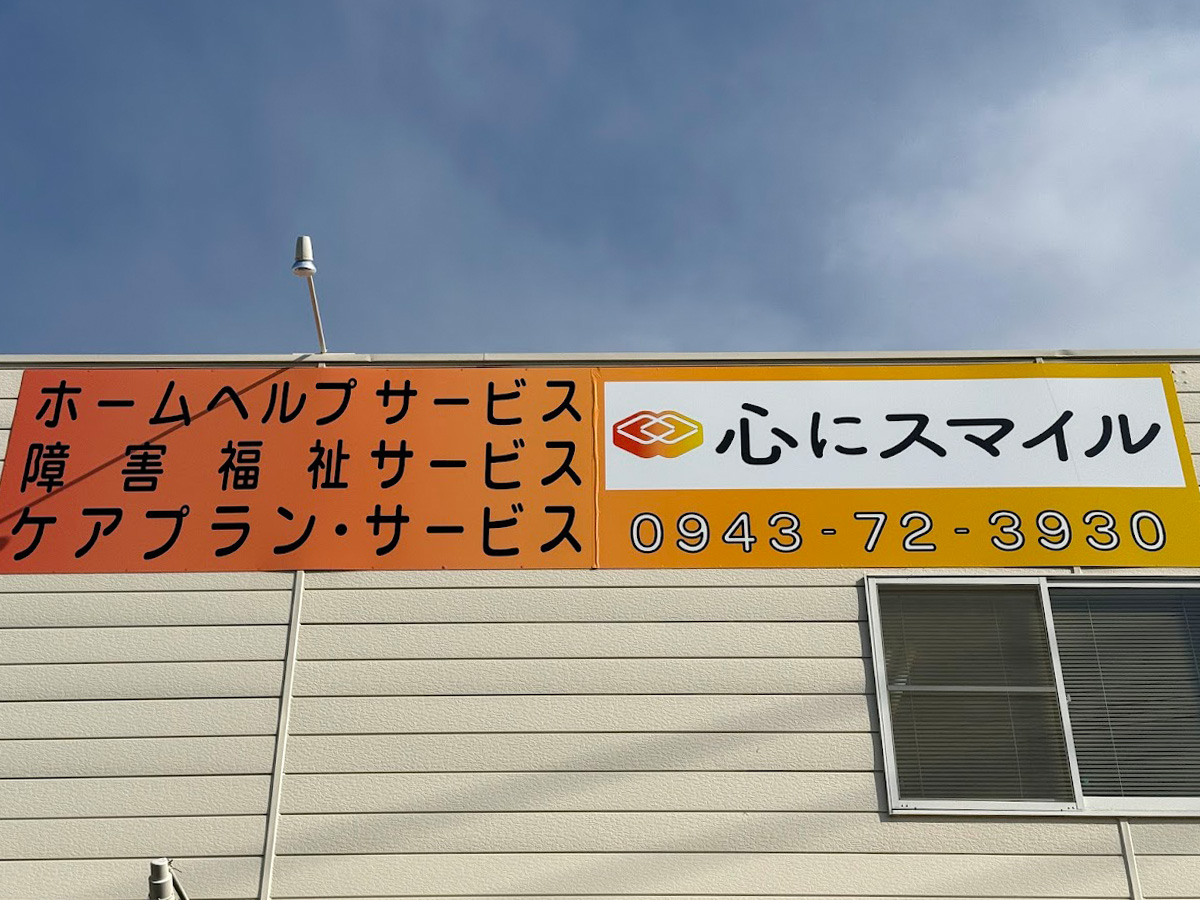 ホームヘルプサービス
障害福祉サービス
ケアプラン・サービス
心にスマイル
0943-72-3930